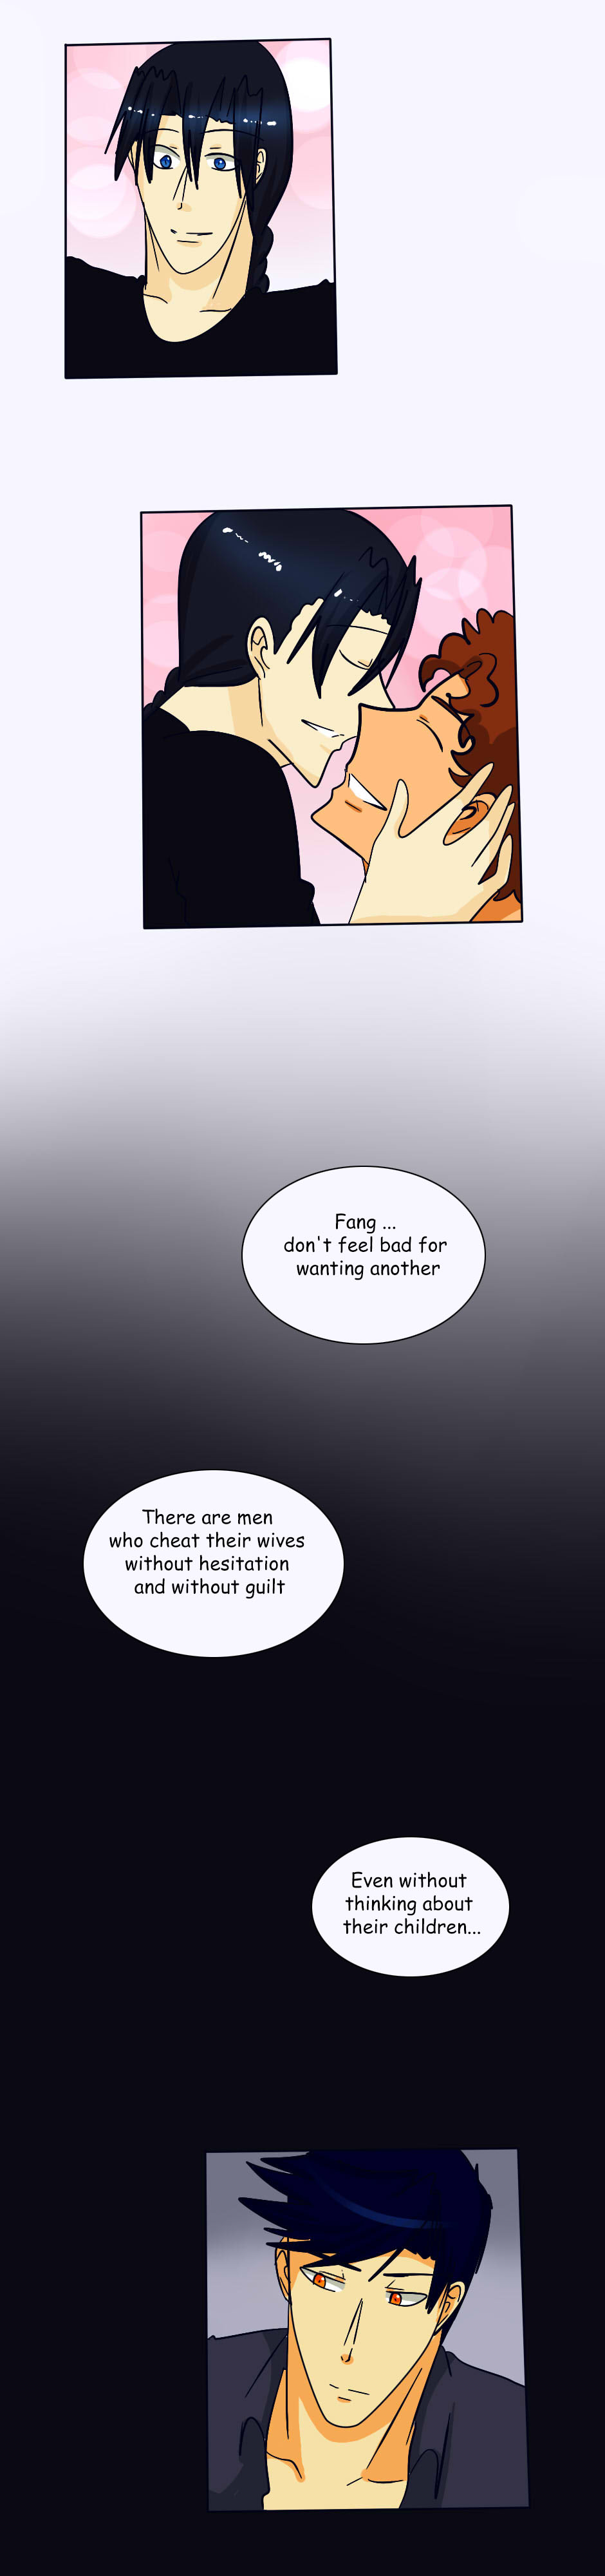 Fang ...
don't feel bad for
wanting another
There are men
who cheat their wives
without hesitation
and without guilt
Even without
thinking about
their children...